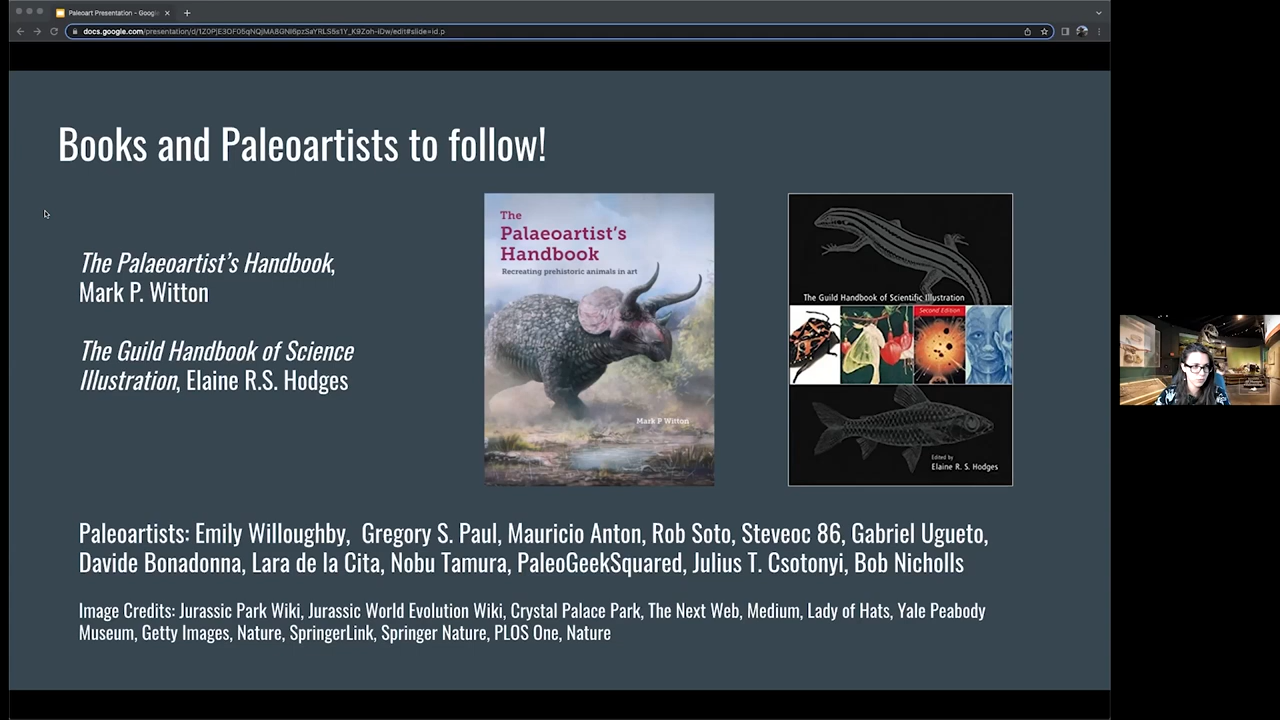 Paleoart Presentation - Googl
docs.google.com/presentation/d/
Books and Paleoartists to follow!
The Palaeoartist's Handbook,
Mark P. Witton
The Guild Handbook of Science
Illustration, Elaine R.S. Hodges
The
Palaeoartist's
Handbook
Recreating prehistoric animals in art
Mark P Witton
The Guild Handbook of Scientific Illustration
Second Edition
Edited by
Elaine R. S. Hodges
Paleoartists: Emily Willoughby, Gregory S. Paul, Mauricio Anton, Rob Soto, Steveoc 86, Gabriel Ugueto,
Davide Bonadonna, Lara de la Cita, Nobu Tamura, PaleoGeekSquared, Julius T. Csotonyi, Bob Nicholls
Image Credits: Jurassic Park Wiki, Jurassic World Evolution Wiki, Crystal Palace Park, The Next Web, Medium, Lady of Hats, Yale Peabody
Museum, Getty Images, Nature, SpringerLink, Springer Nature, PLOS One, Nature